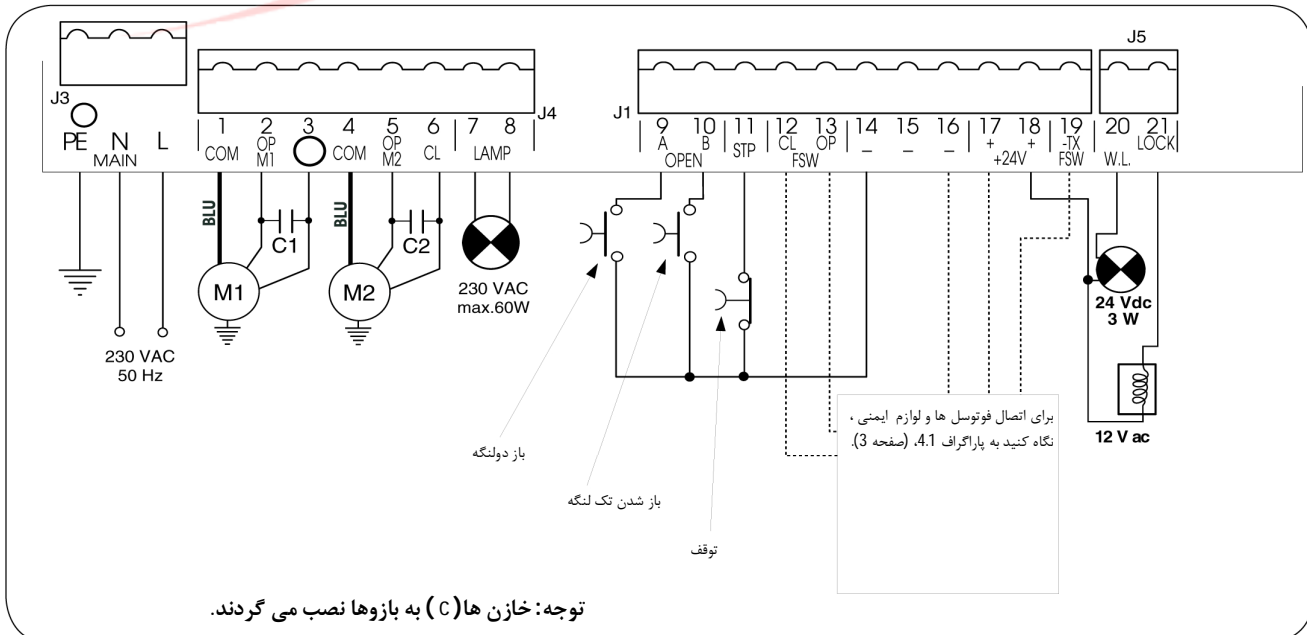 J5
J3
J4
J1
PE N L
MAIN
1 2 3 4 5 6 7 8
COM OP M1 COM OP M2 CL LAMP
9 10 11 12 13 14 15 16 17 18 19 20 21
A B STP CL OP – – – + + -TX W.L. LOCK
OPEN FSW +24V FSW
BLU
BLU
C1
C2
M1
M2
230 VAC
max.60W
230 VAC
50 Hz
24 Vdc
3 W
12 V ac
برای اتصال فوتوسل ها و لوازم ایمنی ،
نگاه کنید به پاراگراف 4.1، (صفحه 3).
باز دولنگه
باز شدن تک لنگه
توقف
توجه: خازن ها( C ) به بازوها نصب می گردند.